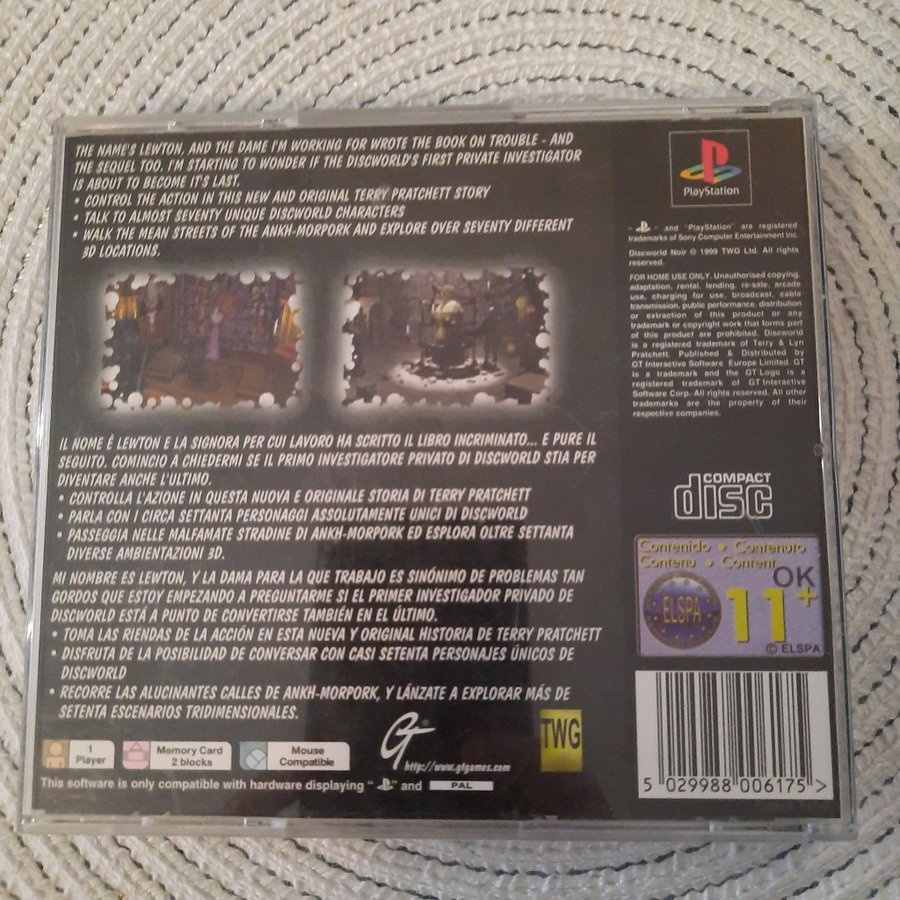 THE NAME'S LEWTON, AND THE DAME I'M WORKING FOR WROTE THE BOOK ON TROUBLE - AND
THE SEQUEL TOO. I'M STARTING TO WONDER IF THE DISCWORLD'S FIRST PRIVATE INVESTIGATOR
IS ABOUT TO BECOME IT'S LAST.
• CONTROL THE ACTION IN THIS NEW AND ORIGINAL TERRY PRATCHETT STORY
• TALK TO ALMOST SEVENTY UNIQUE DISCWORLD CHARACTERS
• WALK THE MEAN STREETS OF THE ANKH-MORPORK AND EXPLORE OVER SEVENTY DIFFERENT
3D LOCATIONS.
IL NOME È LEWTON E LA SIGNORA PER CUI LAVORO HA SCRITTO IL LIBRO INCRIMINATO... E PURE IL
SEGUITO. COMINCIO A CHIEDERMI SE IL PRIMO INVESTIGATORE PRIVATO DI DISCWORLD STIA PER
DIVENTARE ANCHE L'ULTIMO.
• CONTROLLA L'AZIONE IN QUESTA NUOVA E ORIGINALE STORIA DI TERRY PRATCHETT
• PARLA CON I CIRCA SETTANTA PERSONAGGI ASSOLUTAMENTE UNICI DI DISCWORLD
• PASSEGGIA NELLE MALFAMATE STRADINE DI ANKH-MORPORK ED ESPLORA OLTRE SETTANTA
DIVERSE AMBIENTAZIONI 3D.
MI NOMBRE ES LEWTON, Y LA DAMA PARA LA QUE TRABAJO ES SINÓNIMO DE PROBLEMAS TAN
GORDOS QUE ESTOY EMPEZANDO A PREGUNTARME SI EL PRIMER INVESTIGADOR PRIVADO DE
DISCWORLD ESTÁ A PUNTO DE CONVERTIRSE TAMBIÉN EN EL ÚLTIMO.
• TOMA LAS RIENDAS DE LA ACCIÓN EN ESTA NUEVA Y ORIGINAL HISTORIA DE TERRY PRATCHETT
• DISFRUTA DE LA POSIBILIDAD DE CONVERSAR CON CASI SETENTA PERSONAJES ÚNICOS DE
DISCWORLD
• RECORRE LAS ALUCINANTES CALLES DE ANKH-MORPORK, Y LÁNZATE A EXPLORAR MÁS DE
SETENTA ESCENARIOS TRIDIMENSIONALES.
1
Player
Memory Card
2 blocks
Mouse
Compatible
GT
http://www.gtgames.com
TWG
This software is only compatible with hardware displaying " " and PAL
PlayStation
" " and "PlayStation" are registered
trademarks of Sony Computer Entertainment Inc.
Discworld Noir © 1999 TWG Ltd. All rights
reserved.
FOR HOME USE ONLY. Unauthorised copying,
adaptation, rental, lending, re-sale, arcade
use, charging for use, broadcast, cable
transmission, public performance, distribution
or extraction of this product or any
trademark or copyright work that forms part
of this product are prohibited. Discworld
is a registered trademark of Terry & Lyn
Pratchett. Published & Distributed by
GT Interactive Software Europe Limited. GT
is a trademark and the GT Logo is a
registered trademark of GT Interactive
Software Corp. All rights reserved. All other
trademarks are the property of their
respective companies.
COMPACT
disc
Contenido • Contenuto
Contenu • Content
OK
ELSPA
11+
© ELSPA
5 029988 006175 >